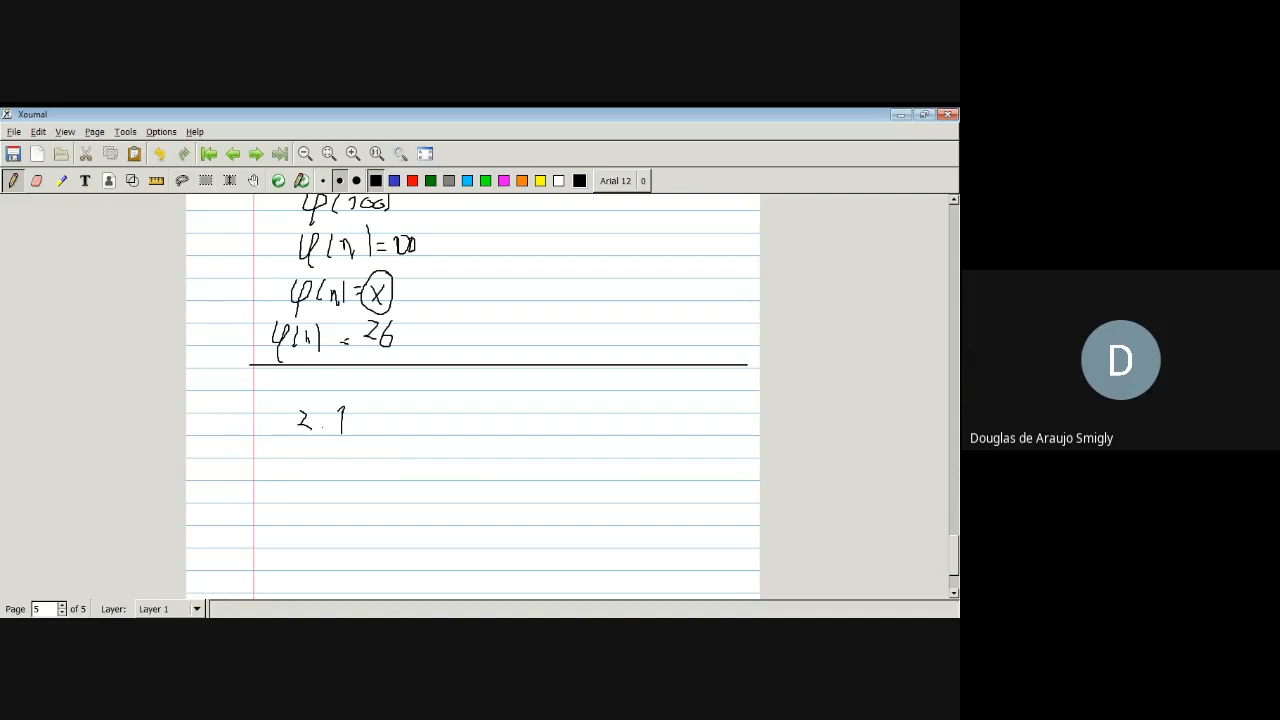 Xournal
File Edit View Page Tools Options Help
Arial 12 0
φ(100)
φ(n) = 100
φ(n) = x
φ(n) = 26
2.1
Page 5 of 5 Layer: Layer 1
D
Douglas de Araujo Smigly